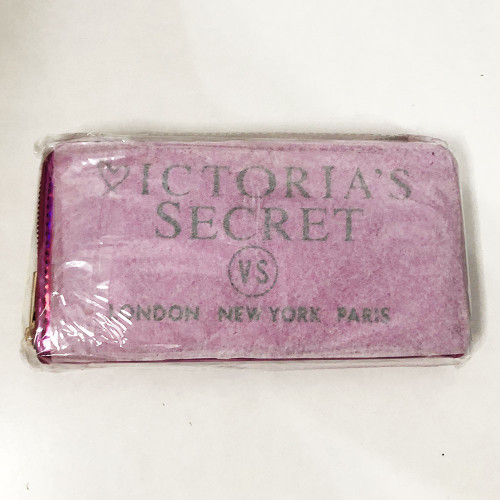 VICTORIA'S
SECRET
VS
LONDON NEW YORK PARIS